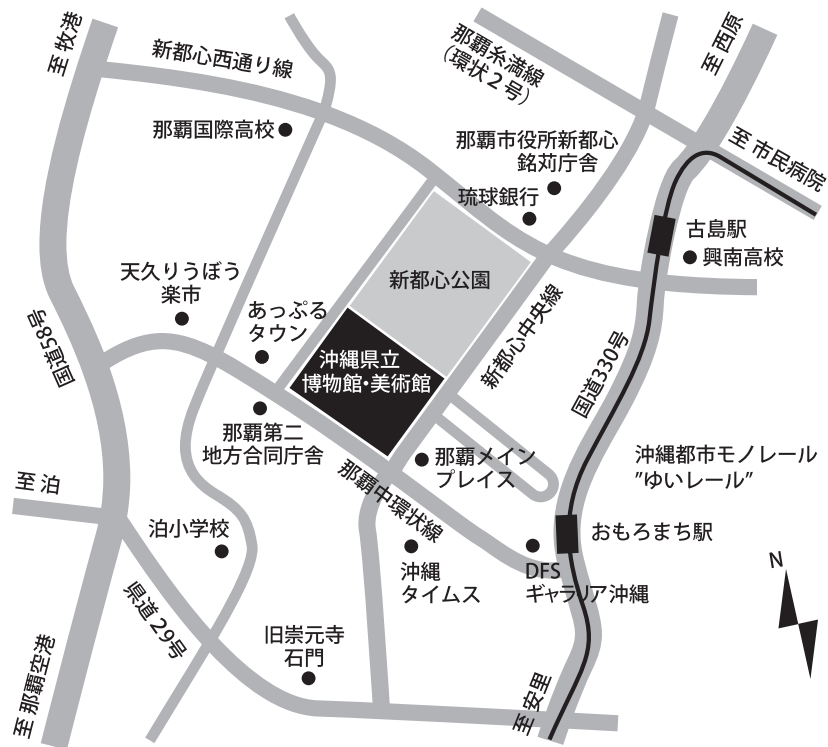 至 牧港
新都心西通り線
那覇糸満線
(環状２号)
至 西原
那覇国際高校
那覇市役所新都心
銘苅庁舎
至 市民病院
琉球銀行
古島駅
興南高校
天久りうぼう
楽市
新都心公園
あっぷる
タウン
新都心中央線
国道58号
沖縄県立
博物館・美術館
国道330号
那覇第二
地方合同庁舎
那覇メイン
プレイス
沖縄都市モノレール
”ゆいレール”
至 泊
那覇中環状線
泊小学校
おもろまち駅
沖縄
タイムス
DFS
ギャラリア沖縄
N
県道 29号
旧崇元寺
石門
至 那覇空港
至 安里